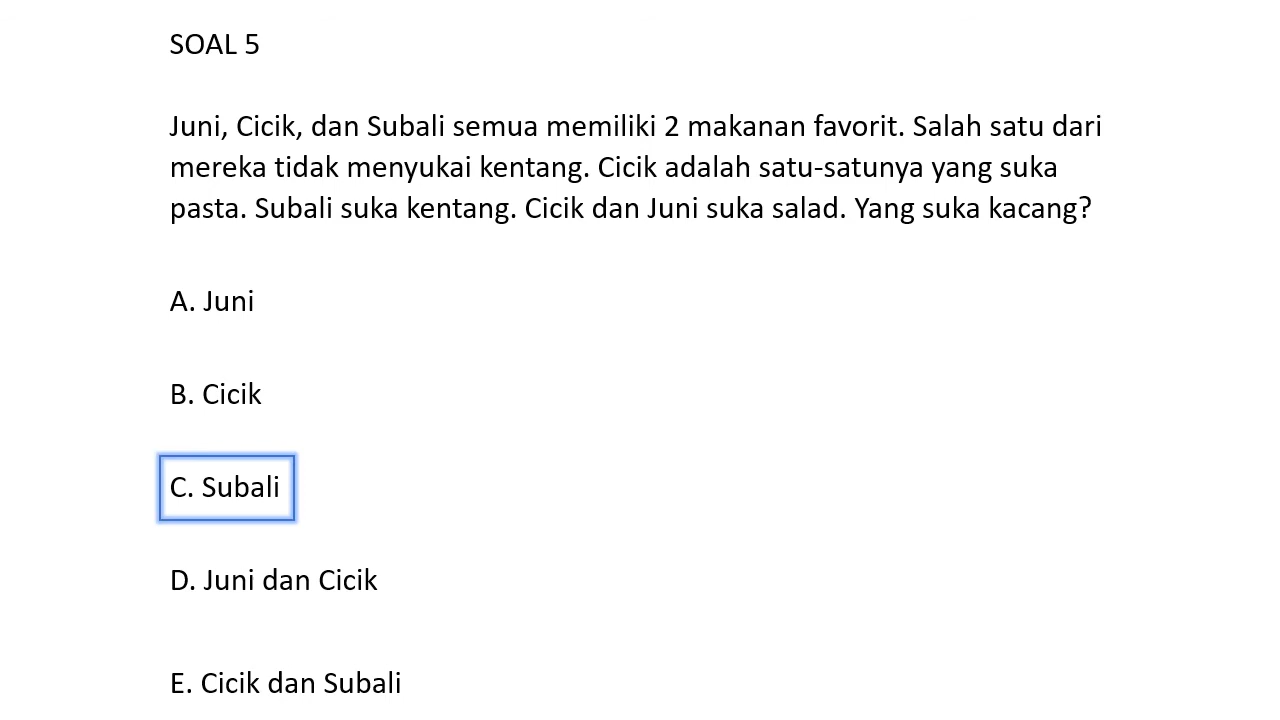 SOAL 5
Juni, Cicik, dan Subali semua memiliki 2 makanan favorit. Salah satu dari
mereka tidak menyukai kentang. Cicik adalah satu-satunya yang suka
pasta. Subali suka kentang. Cicik dan Juni suka salad. Yang suka kacang?
A. Juni
B. Cicik
C. Subali
D. Juni dan Cicik
E. Cicik dan Subali